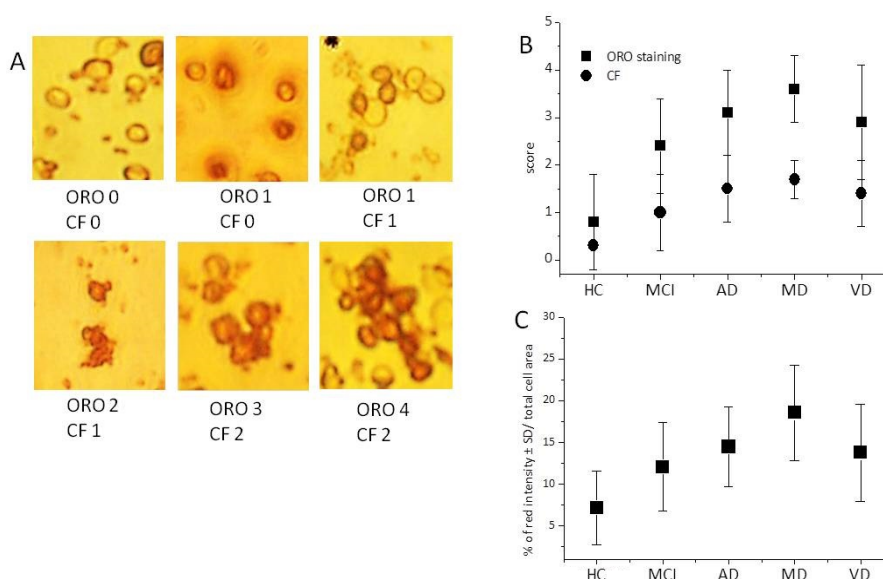 A
ORO 0
CF 0
ORO 1
CF 0
ORO 1
CF 1
ORO 2
CF 1
ORO 3
CF 2
ORO 4
CF 2
B
ORO staining
CF
score
5
4
3
2
1
0
HC MCI AD MD VD
C
% of red intensity ± SD/ total cell area
30
25
20
15
10
5
HC MCI AD MD VD